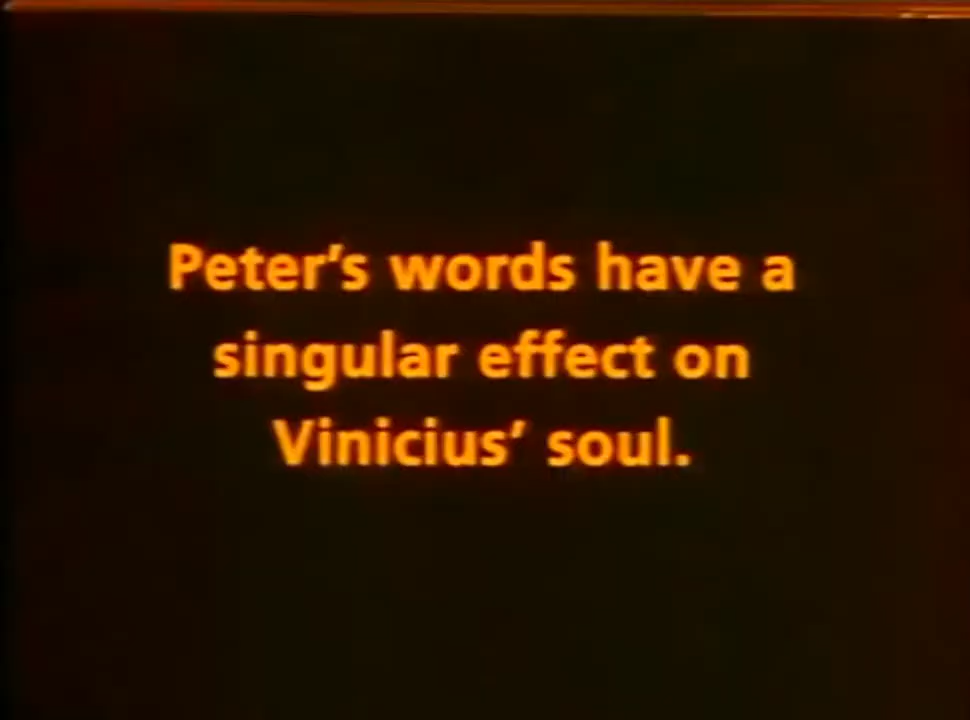 Peter’s words have a
singular effect on
Vinicius’ soul.